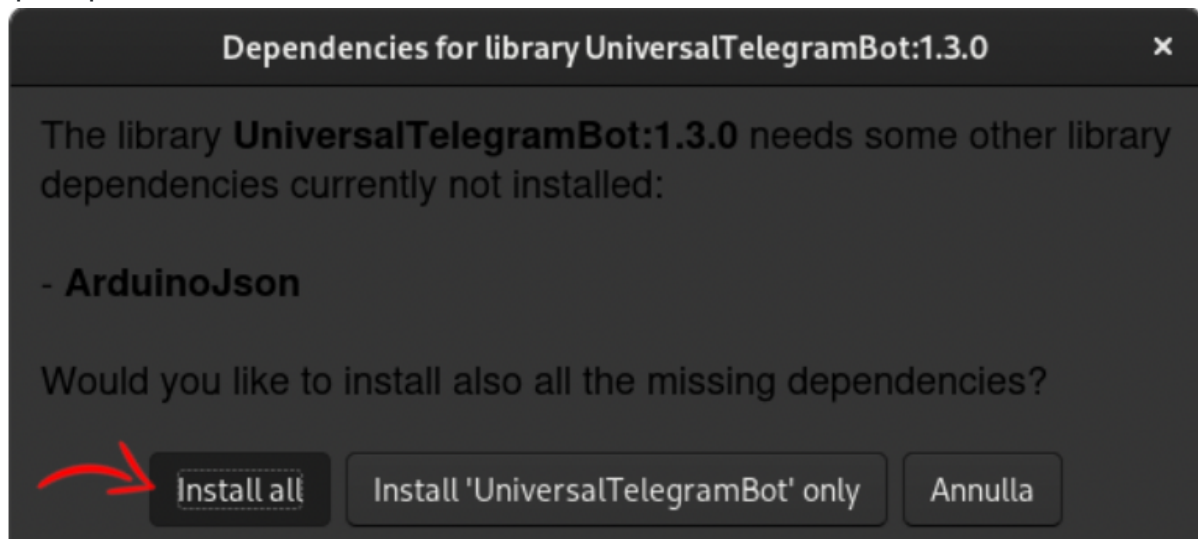 Dependencies for library UniversalTelegramBot:1.3.0 ×
The library UniversalTelegramBot:1.3.0 needs some other library
dependencies currently not installed:
- ArduinoJson
Would you like to install also all the missing dependencies?
Install all Install 'UniversalTelegramBot' only Annulla